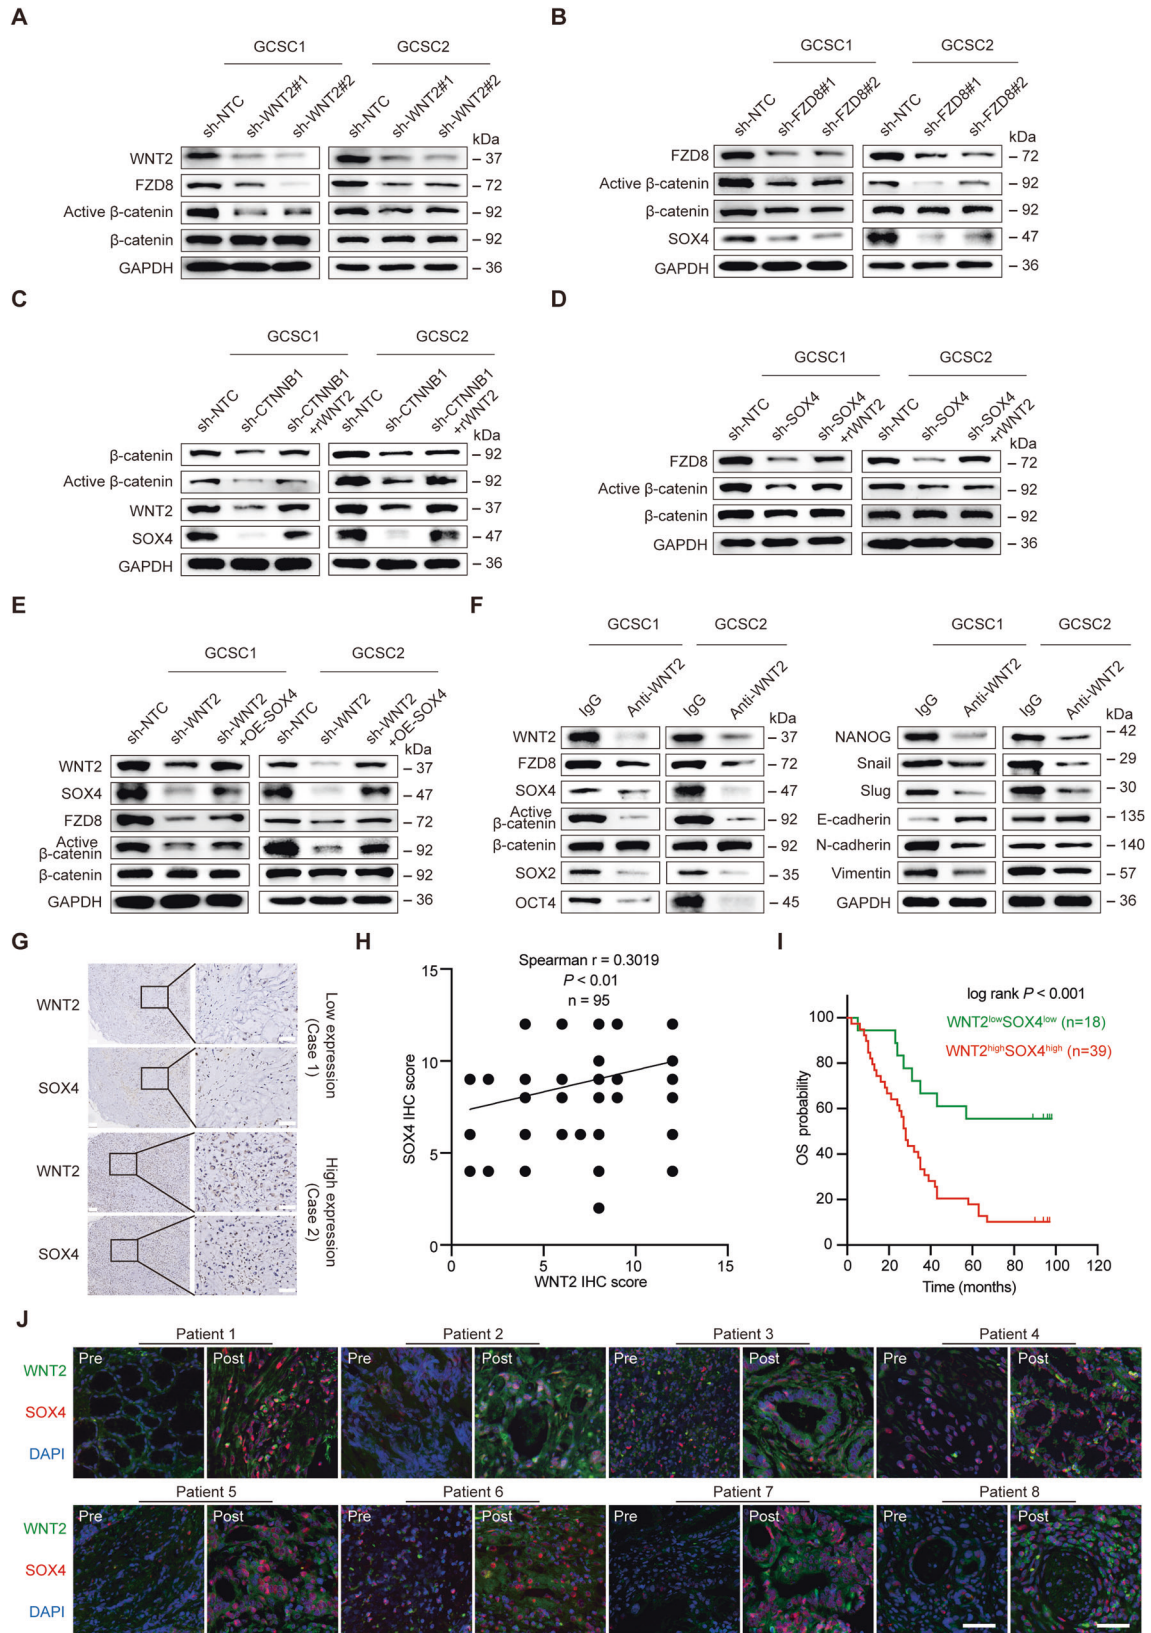 A
GCSC1 GCSC2
sh-NTC sh-WNT2#1 sh-WNT2#2 sh-NTC sh-WNT2#1 sh-WNT2#2
kDa
WNT2 – 37
FZD8 – 72
Active β-catenin – 92
β-catenin – 92
GAPDH – 36
B
GCSC1 GCSC2
sh-NTC sh-FZD8#1 sh-FZD8#2 sh-NTC sh-FZD8#1 sh-FZD8#2
kDa
FZD8 – 72
Active β-catenin – 92
β-catenin – 92
SOX4 – 47
GAPDH – 36
C
GCSC1 GCSC2
sh-NTC sh-CTNNB1 sh-CTNNB1 +rWNT2 sh-NTC sh-CTNNB1 sh-CTNNB1 +rWNT2
kDa
β-catenin – 92
Active β-catenin – 92
WNT2 – 37
SOX4 – 47
GAPDH – 36
D
GCSC1 GCSC2
sh-NTC sh-SOX4 sh-SOX4 +rWNT2 sh-NTC sh-SOX4 sh-SOX4 +rWNT2
kDa
FZD8 – 72
Active β-catenin – 92
β-catenin – 92
GAPDH – 36
E
GCSC1 GCSC2
sh-NTC sh-WNT2 sh-WNT2 +OE-SOX4 sh-NTC sh-WNT2 sh-WNT2 +OE-SOX4
kDa
WNT2 – 37
SOX4 – 47
FZD8 – 72
Active
β-catenin – 92
β-catenin – 92
GAPDH – 36
F
GCSC1 GCSC2
IgG Anti-WNT2 IgG Anti-WNT2
kDa
WNT2 – 37
FZD8 – 72
SOX4 – 47
Active
β-catenin – 92
β-catenin – 92
SOX2 – 35
OCT4 – 45
GCSC1 GCSC2
IgG Anti-WNT2 IgG Anti-WNT2
kDa
NANOG – 42
Snail – 29
Slug – 30
E-cadherin – 135
N-cadherin – 140
Vimentin – 57
GAPDH – 36
G
WNT2
SOX4
Low expression
(Case 1)
WNT2
SOX4
High expression
(Case 2)
H
Spearman r = 0.3019
P < 0.01
n = 95
SOX4 IHC score
15
10
5
0
0 5 10 15
WNT2 IHC score
I
log rank P < 0.001
WNT2lowSOX4low (n=18)
WNT2highSOX4high (n=39)
OS probability
100
80
60
40
20
0
0 20 40 60 80 100 120
Time (months)
J
Patient 1 Patient 2 Patient 3 Patient 4
Pre Post Pre Post Pre Post Pre Post
WNT2
SOX4
DAPI
Patient 5 Patient 6 Patient 7 Patient 8
Pre Post Pre Post Pre Post Pre Post
WNT2
SOX4
DAPI